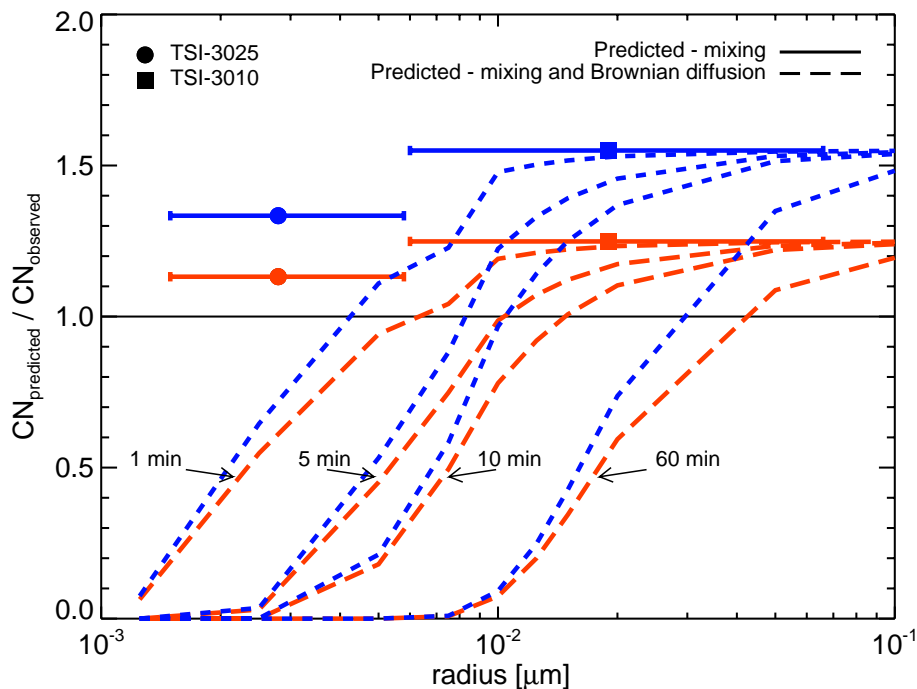 2.0
TSI-3025
TSI-3010
Predicted - mixing
Predicted - mixing and Brownian diffusion
1.5
1.0
0.5
0.0
CNpredicted / CNobserved
1 min
5 min
10 min
60 min
10-3
10-2
10-1
radius [μm]